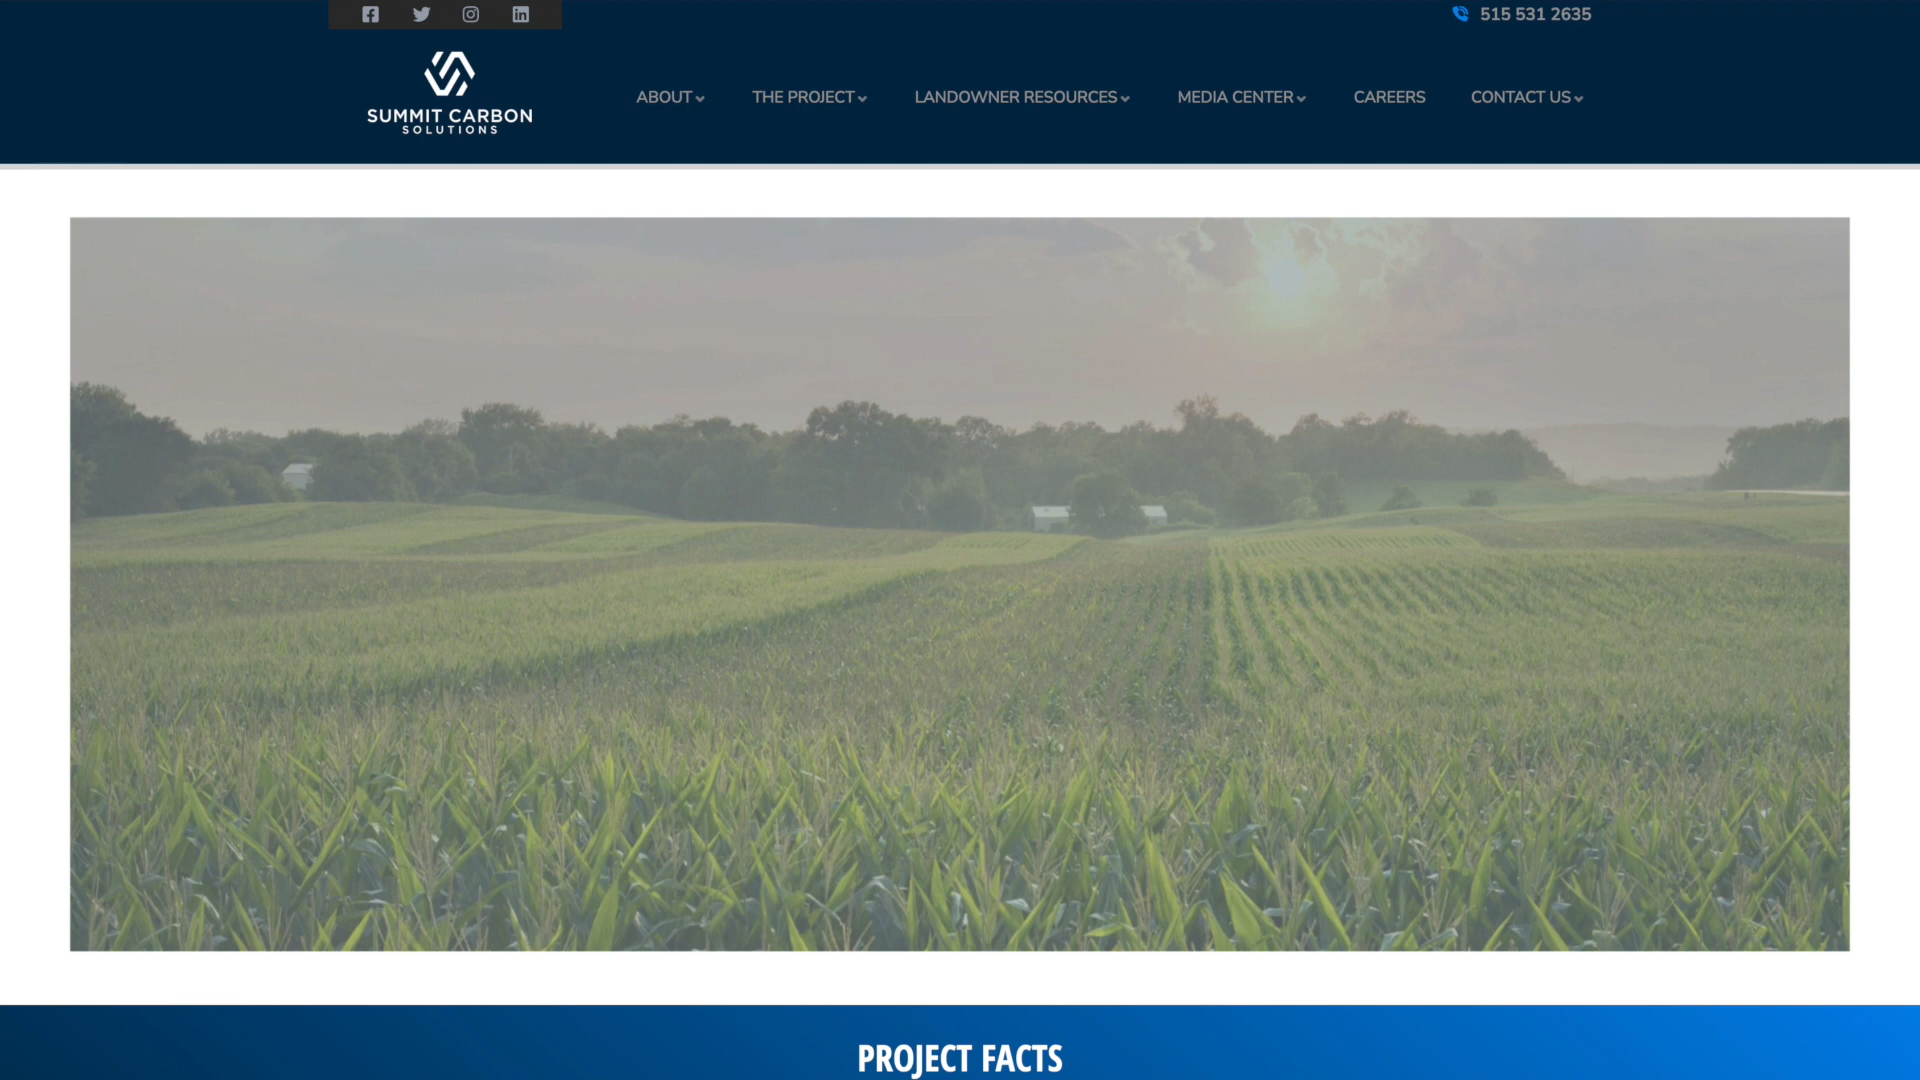 515 531 2635
SUMMIT CARBON
SOLUTIONS
ABOUT
THE PROJECT
LANDOWNER RESOURCES
MEDIA CENTER
CAREERS
CONTACT US
PROJECT FACTS